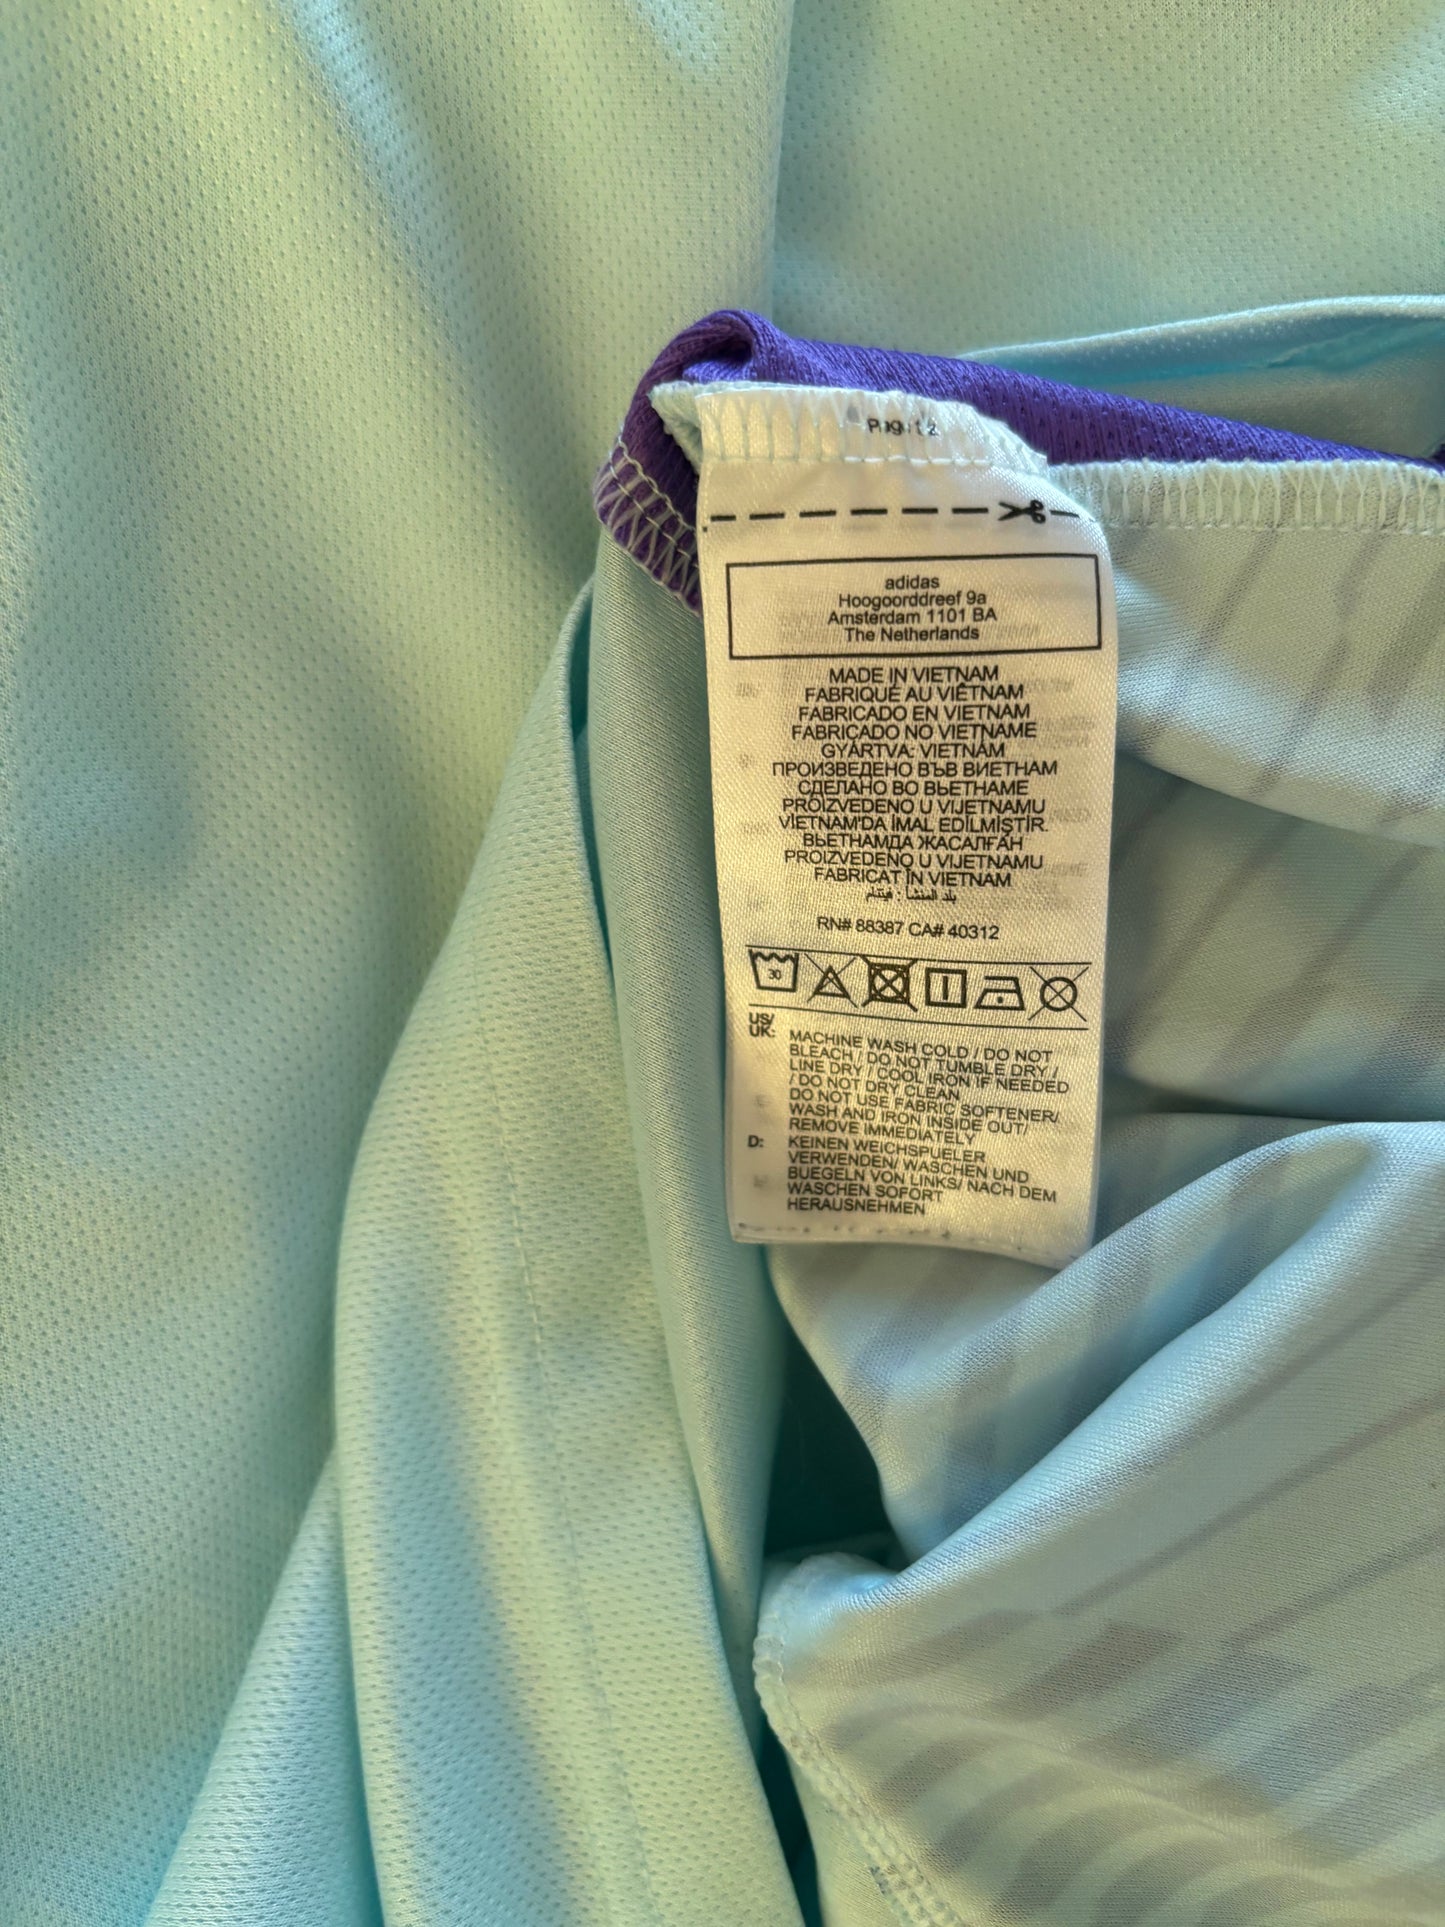 Page 2
adidas
Hoogoorddreef 9a
Amsterdam 1101 BA
The Netherlands
MADE IN VIETNAM
FABRIQUÉ AU VIÊTNAM
FABRICADO EN VIETNAM
FABRICADO NO VIETNAME
GYÁRTVA: VIETNÁM
ПРОИЗВЕДЕНО ВЪВ ВИЕТНАМ
СДЕЛАНО ВО ВЬЕТНАМЕ
PROIZVEDENO U VIJETNAMU
VİETNAM'DA İMAL EDİLMİŞTİR.
ВЬЕТНАМДА ЖАСАЛҒАН
PROIZVEDENO U VIJETNAMU
FABRICAT ÎN VIETNAM
بلد المنشأ : فيتنام
RN# 88387 CA# 40312
30
US/
UK:
MACHINE WASH COLD / DO NOT
BLEACH / DO NOT TUMBLE DRY /
LINE DRY / COOL IRON IF NEEDED
/ DO NOT DRY CLEAN
DO NOT USE FABRIC SOFTENER/
WASH AND IRON INSIDE OUT/
REMOVE IMMEDIATELY
D: KEINEN WEICHSPUELER
VERWENDEN/ WASCHEN UND
BUEGELN VON LINKS/ NACH DEM
WASCHEN SOFORT
HERAUSNEHMEN